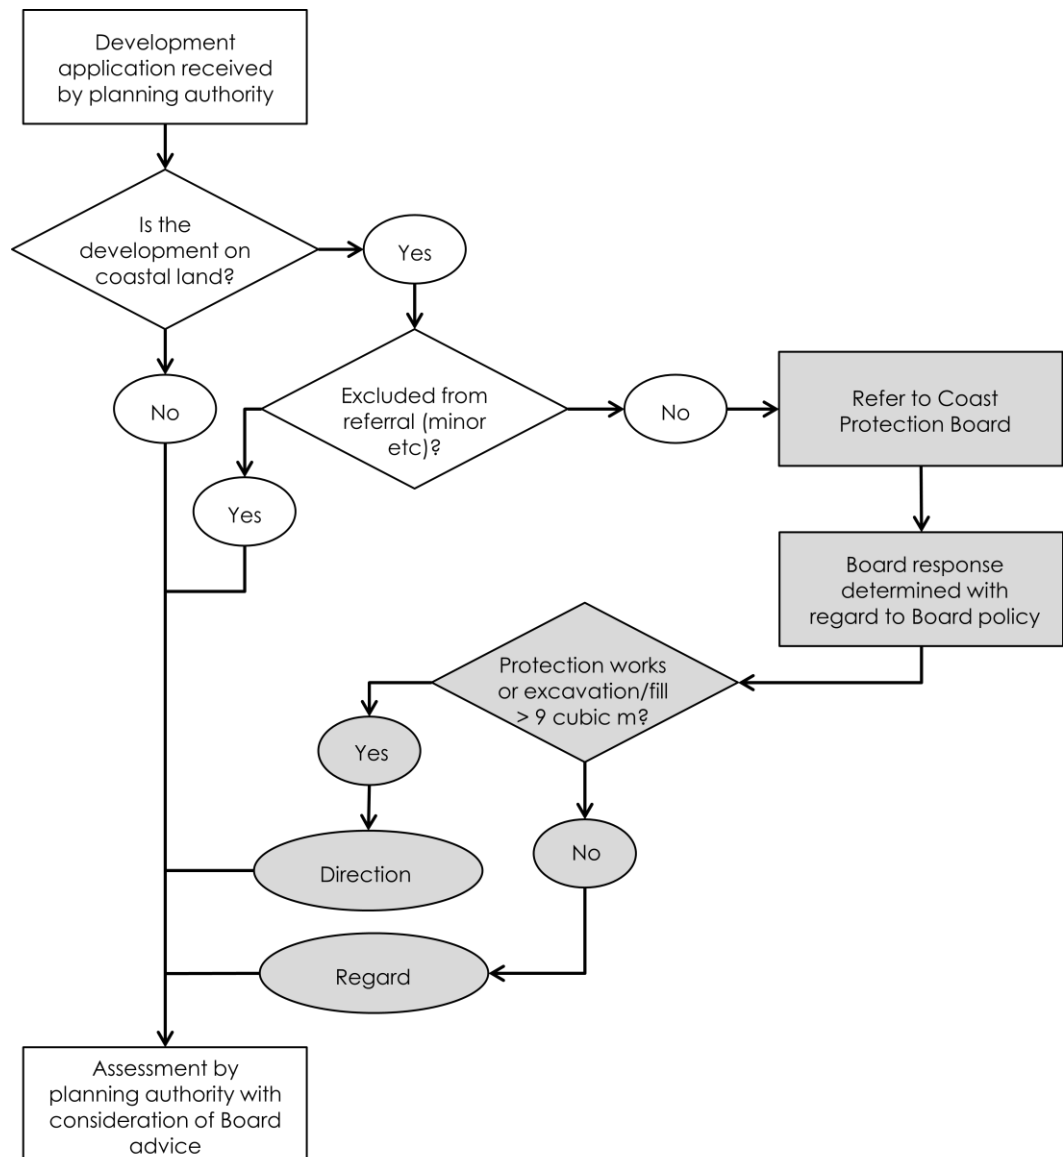 Development
application received
by planning authority
Is the
development on
coastal land?
Yes
No
Excluded from
referral (minor
etc)?
No
Refer to Coast
Protection Board
Yes
Board response
determined with
regard to Board policy
Protection works
or excavation/fill
> 9 cubic m?
Yes
No
Direction
Regard
Assessment by
planning authority with
consideration of Board
advice